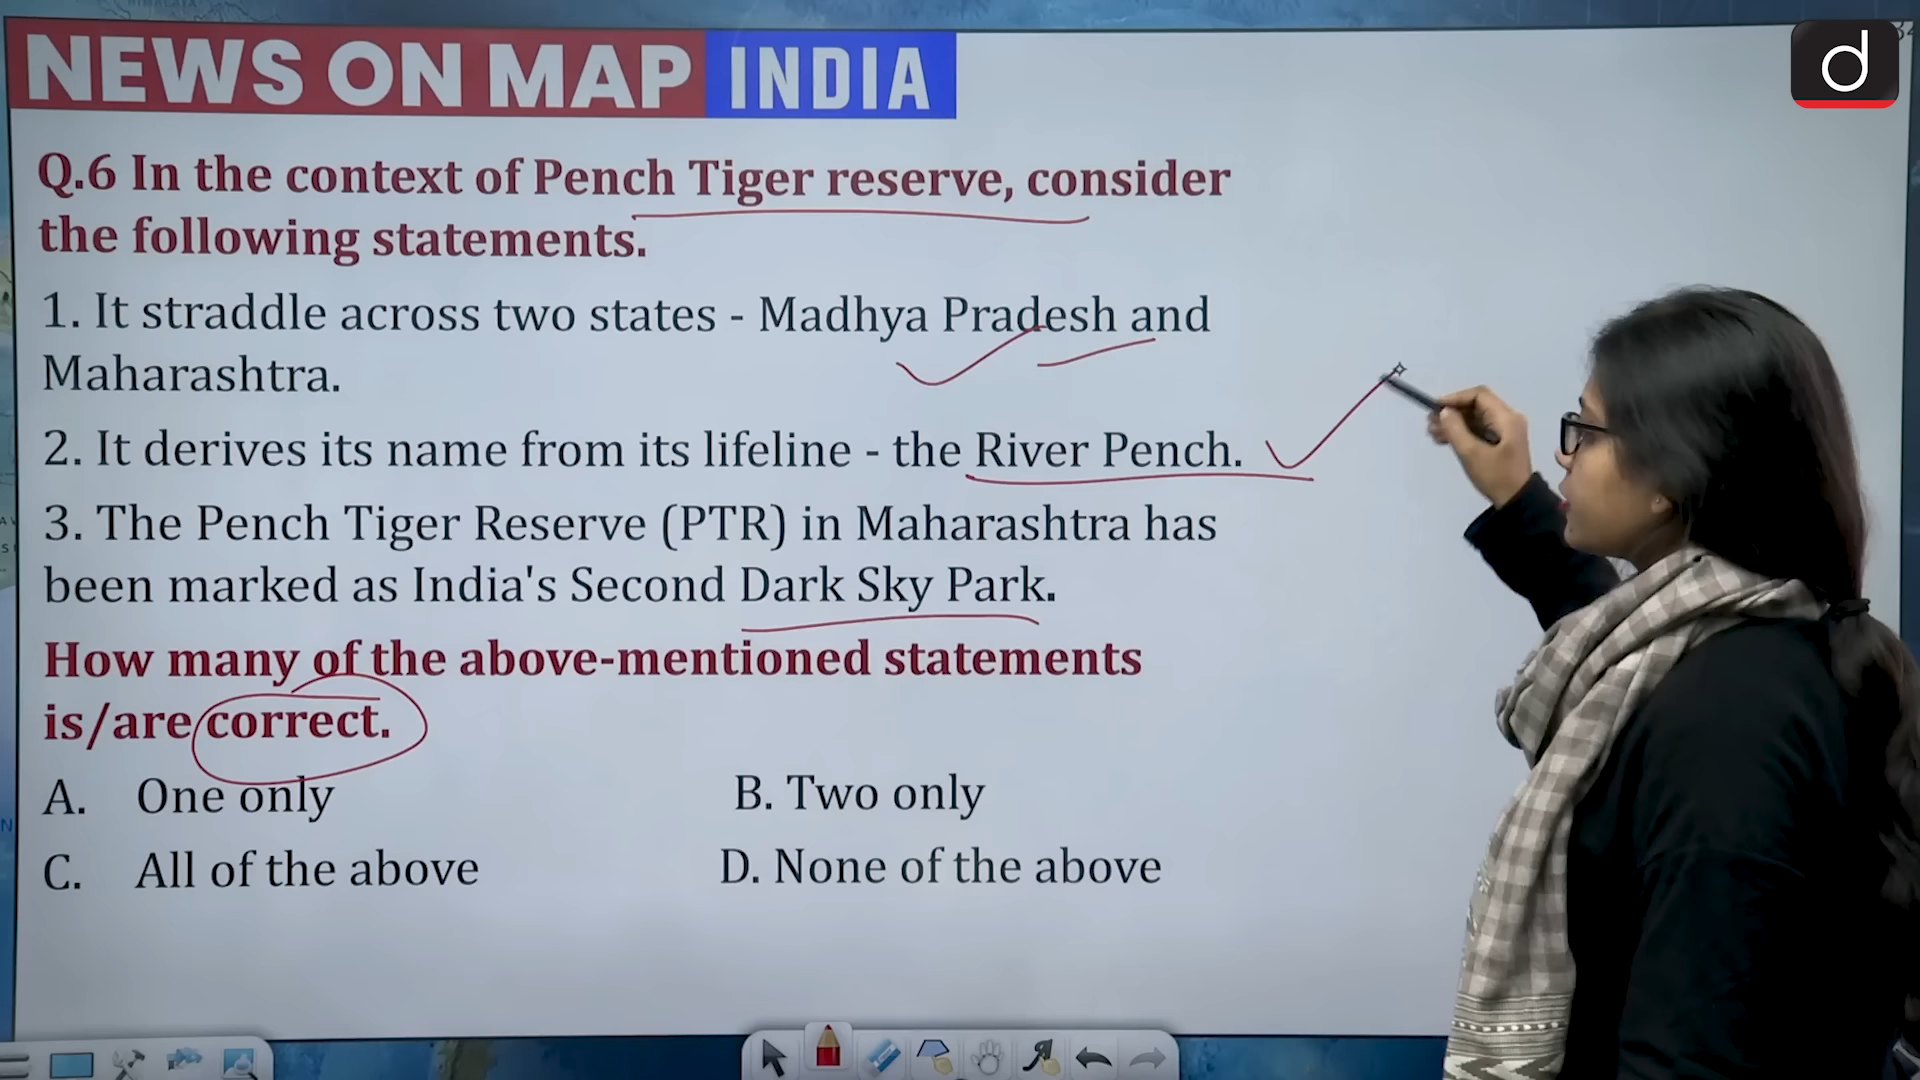 NEWS ON MAP INDIA
d
Q.6 In the context of Pench Tiger reserve, consider
the following statements.
1. It straddle across two states - Madhya Pradesh and
Maharashtra.
2. It derives its name from its lifeline - the River Pench.
3. The Pench Tiger Reserve (PTR) in Maharashtra has
been marked as India's Second Dark Sky Park.
How many of the above-mentioned statements
is/are correct.
A. One only
B. Two only
C. All of the above
D. None of the above